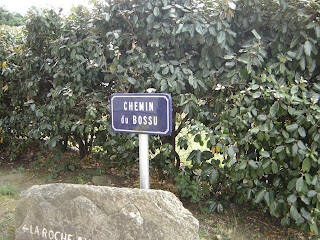 CHEMIN
du BOSSU
←LA ROCHE